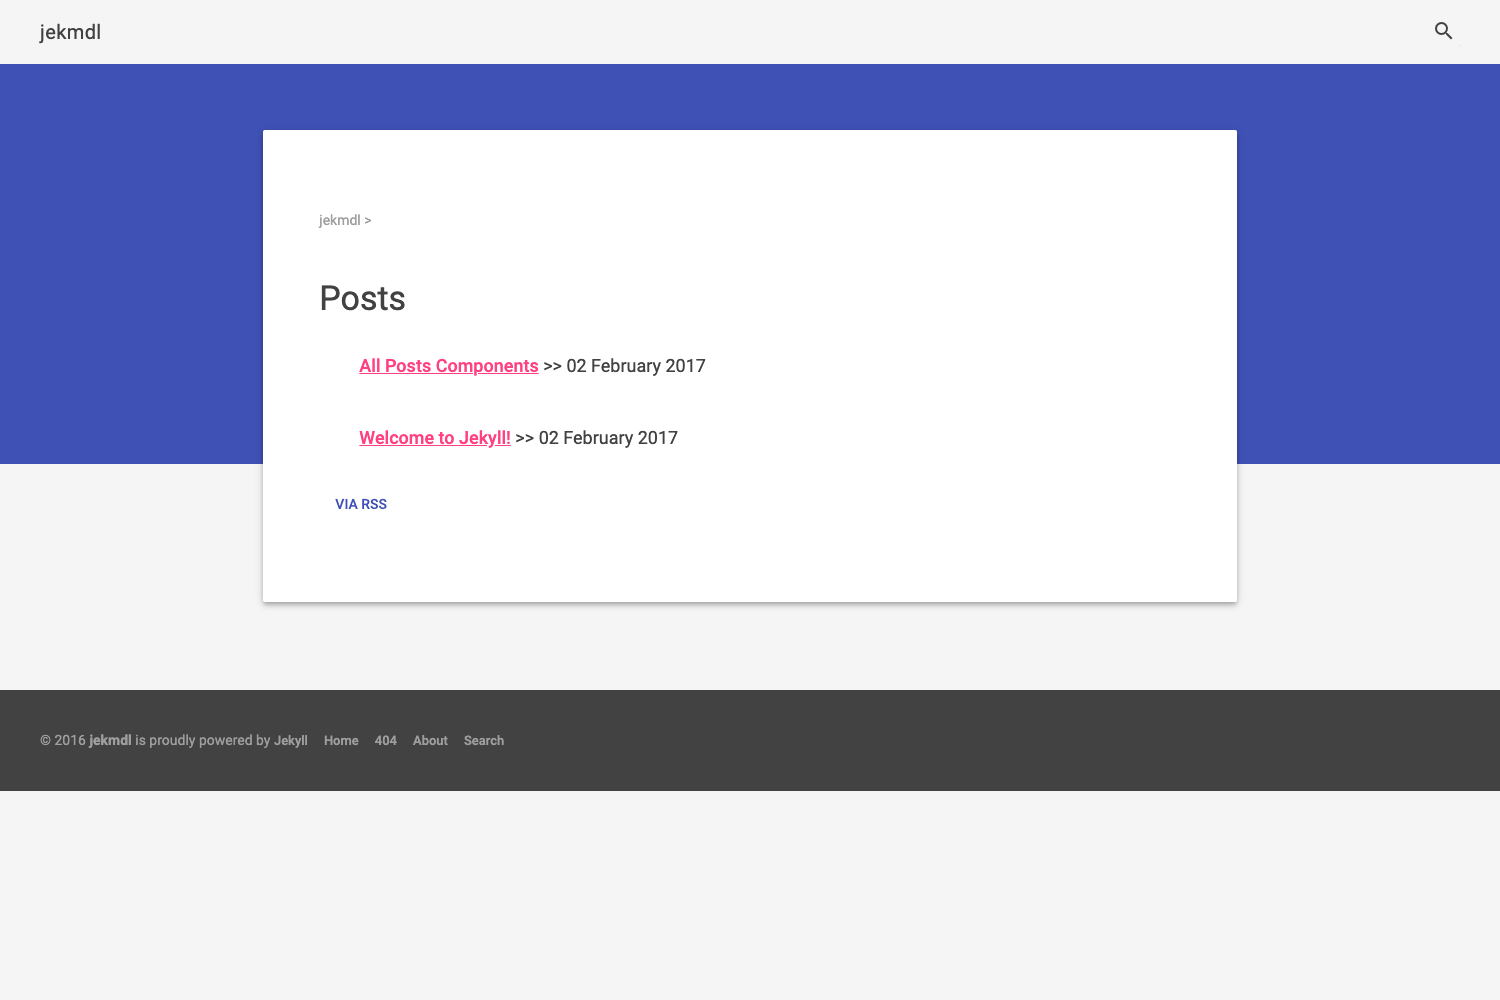 jekmdl
jekmdl >
Posts
All Posts Components >> 02 February 2017
Welcome to Jekyll! >> 02 February 2017
VIA RSS
© 2016 jekmdl is proudly powered by Jekyll Home 404 About Search